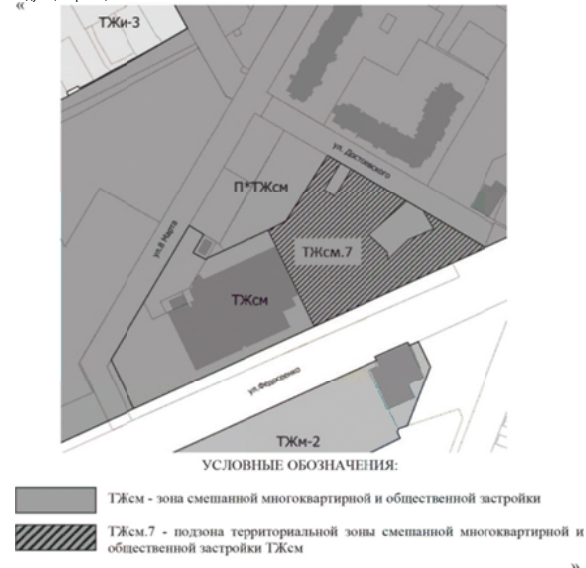 «
ТЖи-3
ул. Достоевского
П*ТЖсм
ул.8 Марта
ТЖсм.7
ТЖсм
ул.Федосеенко
ТЖм-2
УСЛОВНЫЕ ОБОЗНАЧЕНИЯ:
ТЖсм - зона смешанной многоквартирной и общественной застройки
ТЖсм.7 - подзона территориальной зоны смешанной многоквартирной и
общественной застройки ТЖсм
»